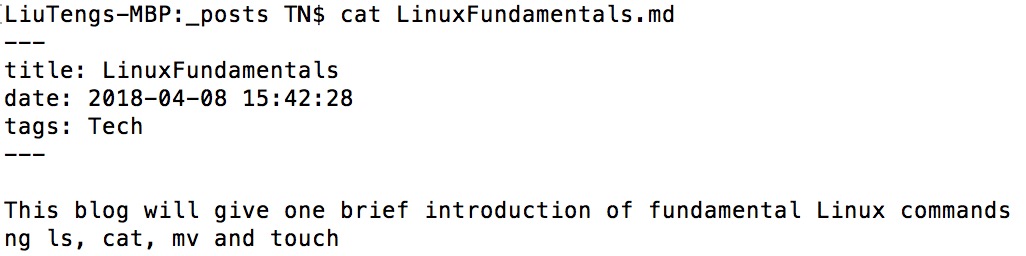 LiuTengs-MBP:_posts TN$ cat LinuxFundamentals.md
---
title: LinuxFundamentals
date: 2018-04-08 15:42:28
tags: Tech
---
This blog will give one brief introduction of fundamental Linux commands
ng ls, cat, mv and touch